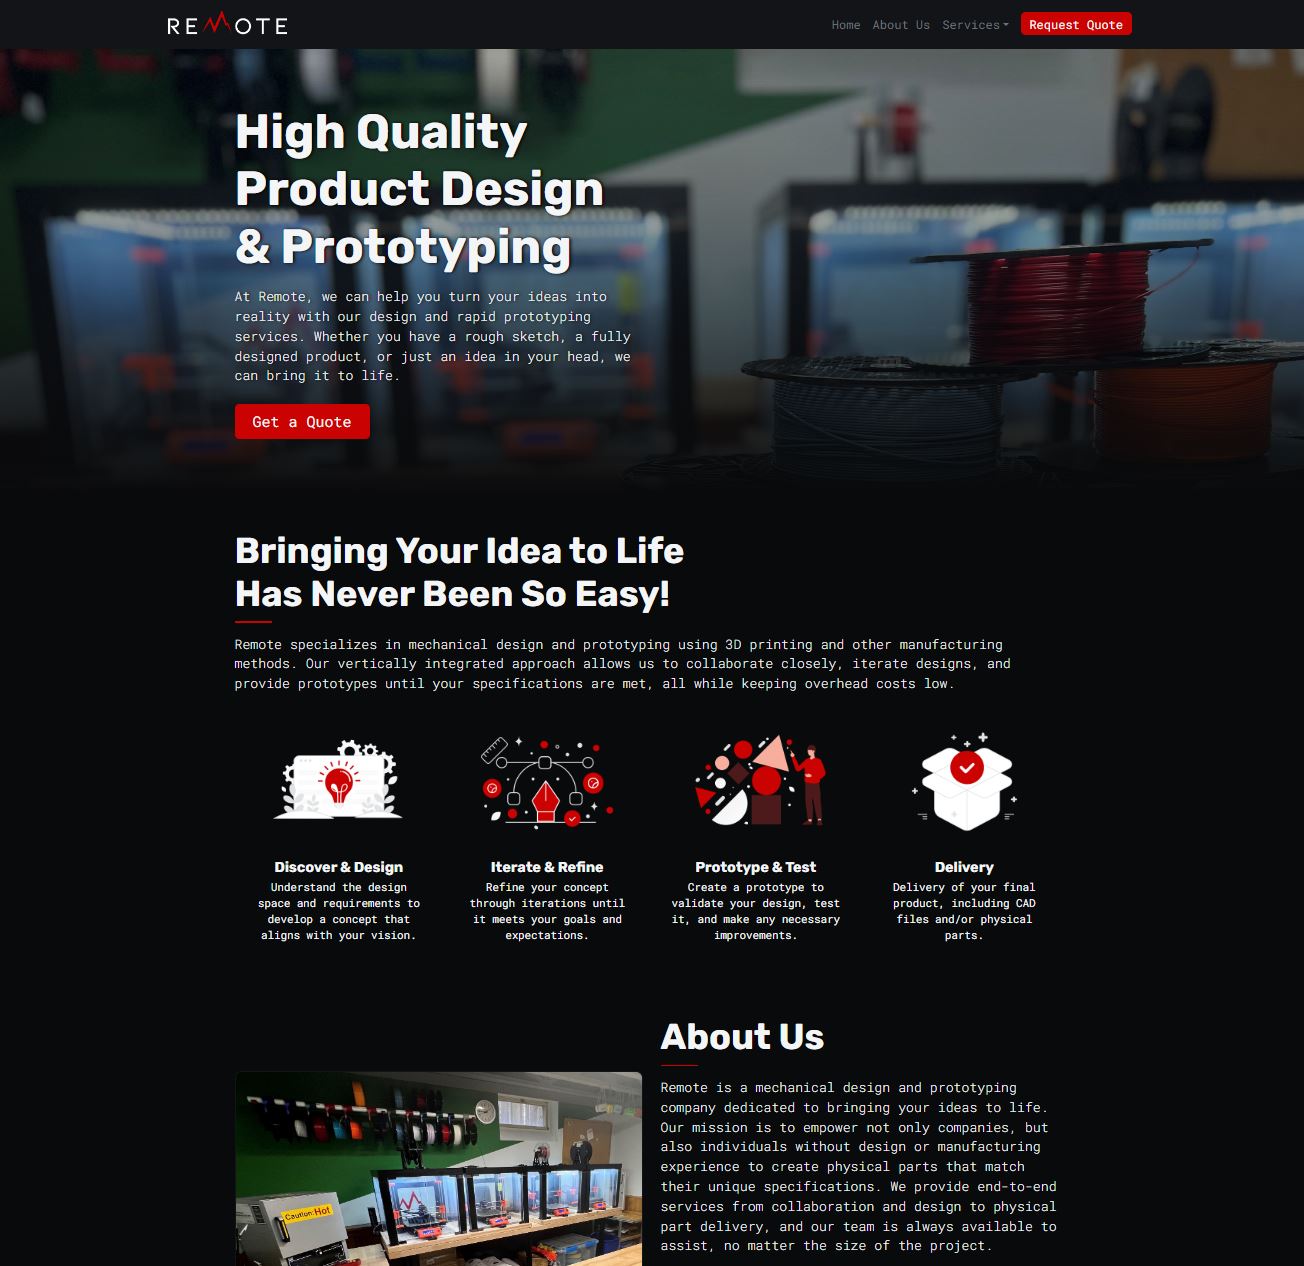 REMOTE
Home About Us Services Request Quote
High Quality
Product Design
& Prototyping
At Remote, we can help you turn your ideas into
reality with our design and rapid prototyping
services. Whether you have a rough sketch, a fully
designed product, or just an idea in your head, we
can bring it to life.
Get a Quote
Bringing Your Idea to Life
Has Never Been So Easy!
Remote specializes in mechanical design and prototyping using 3D printing and other manufacturing
methods. Our vertically integrated approach allows us to collaborate closely, iterate designs, and
provide prototypes until your specifications are met, all while keeping overhead costs low.
Discover & Design
Understand the design
space and requirements to
develop a concept that
aligns with your vision.
Iterate & Refine
Refine your concept
through iterations until
it meets your goals and
expectations.
Prototype & Test
Create a prototype to
validate your design, test
it, and make any necessary
improvements.
Delivery
Delivery of your final
product, including CAD
files and/or physical
parts.
About Us
Remote is a mechanical design and prototyping
company dedicated to bringing your ideas to life.
Our mission is to empower not only companies, but
also individuals without design or manufacturing
experience to create physical parts that match
their unique specifications. We provide end-to-end
services from collaboration and design to physical
part delivery, and our team is always available to
assist, no matter the size of the project.
Caution: Hot